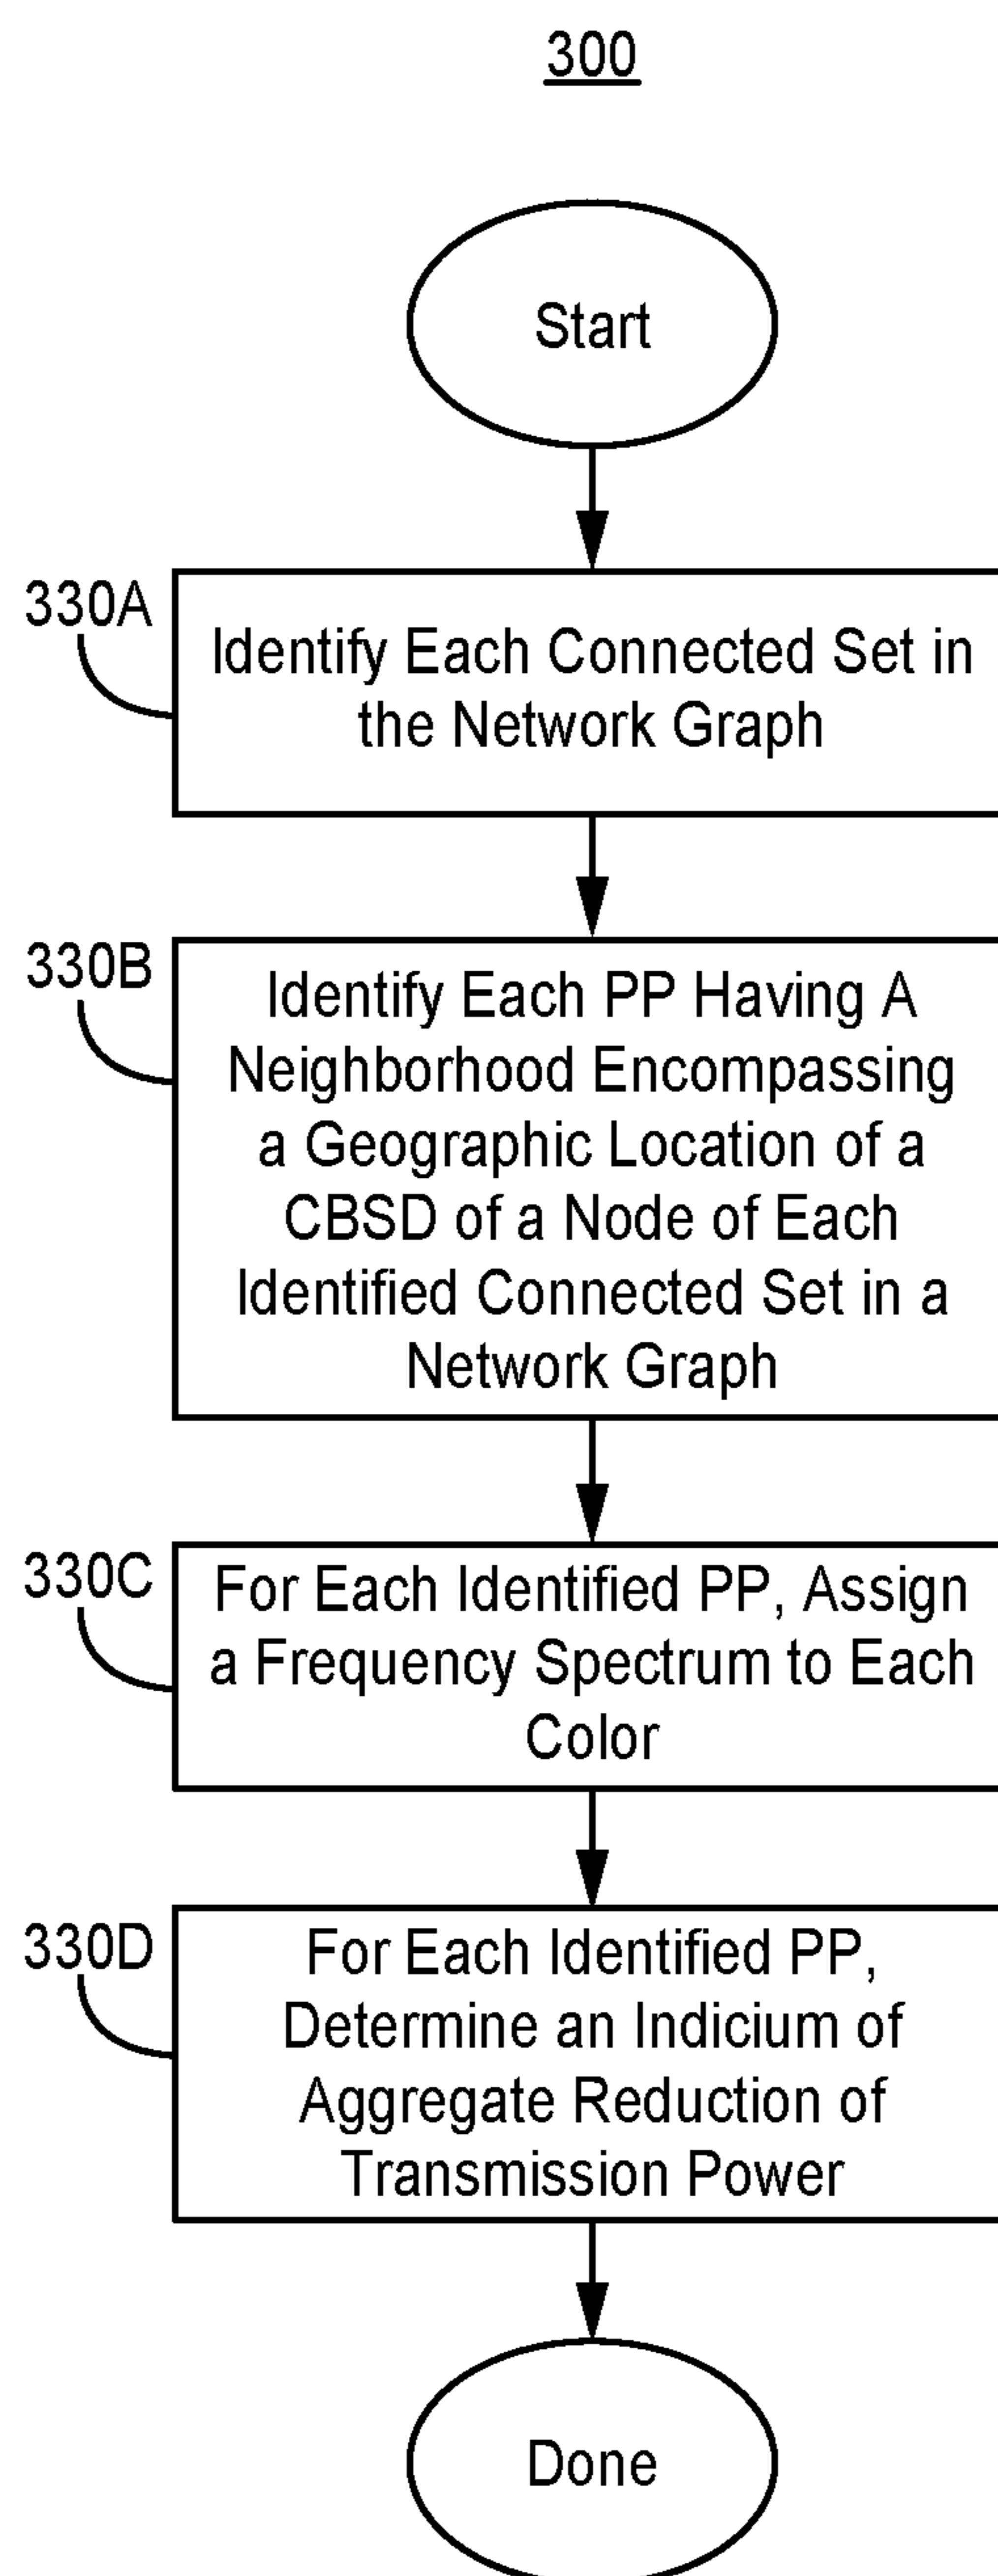 300
Start
330A
Identify Each Connected Set in
the Network Graph
330B
Identify Each PP Having A
Neighborhood Encompassing
a Geographic Location of a
CBSD of a Node of Each
Identified Connected Set in a
Network Graph
330C
For Each Identified PP, Assign
a Frequency Spectrum to Each
Color
330D
For Each Identified PP,
Determine an Indicium of
Aggregate Reduction of
Transmission Power
Done